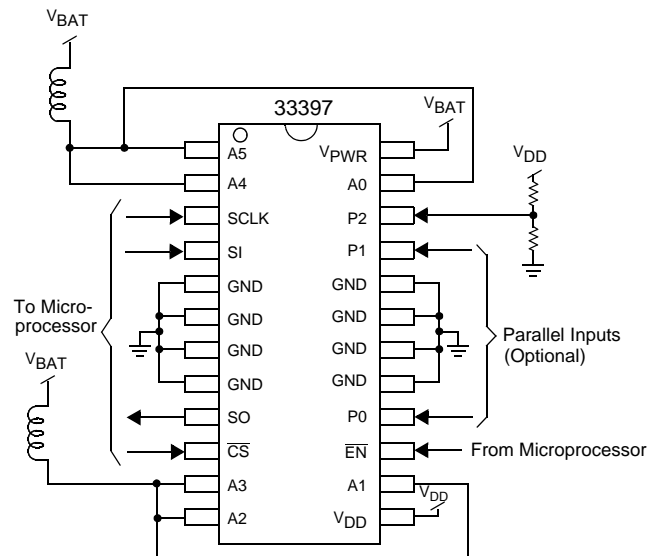 VBAT
33397
VBAT
VDD
A5
VPWR
A4
A0
SCLK
P2
SI
P1
GND
GND
To Micro-
processor
GND
GND
Parallel Inputs
(Optional)
GND
GND
VBAT
GND
GND
SO
P0
CS
EN
From Microprocessor
A3
A1
VDD
A2
VDD